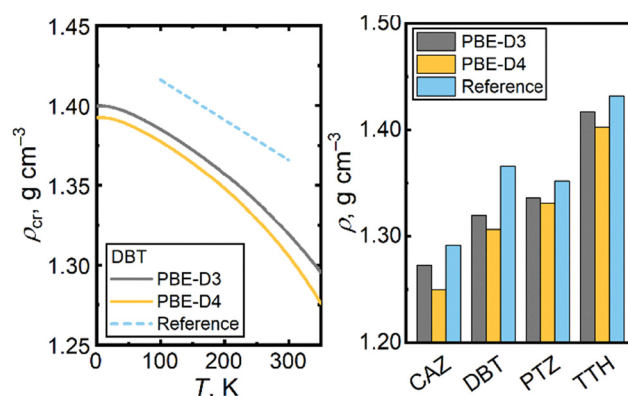 1.45
1.40
1.35
1.30
1.25
ρcr, g cm⁻³
DBT
PBE-D3
PBE-D4
Reference
0
100
200
300
T, K
1.50
1.40
1.30
1.20
ρ, g cm⁻³
PBE-D3
PBE-D4
Reference
CAZ
DBT
PTZ
TTH